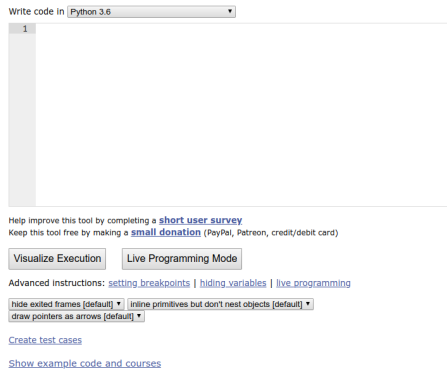 Write code in Python 3.6
1
Help improve this tool by completing a short user survey
Keep this tool free by making a small donation (PayPal, Patreon, credit/debit card)
Visualize Execution Live Programming Mode
Advanced instructions: setting breakpoints | hiding variables | live programming
hide exited frames [default] inline primitives but don't nest objects [default]
draw pointers as arrows [default]
Create test cases
Show example code and courses